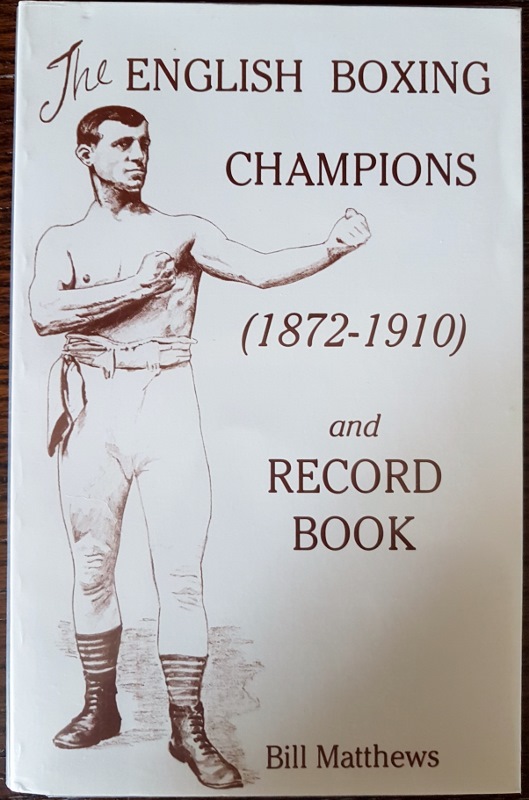 The ENGLISH BOXING
CHAMPIONS
(1872-1910)
and
RECORD
BOOK
Bill Matthews